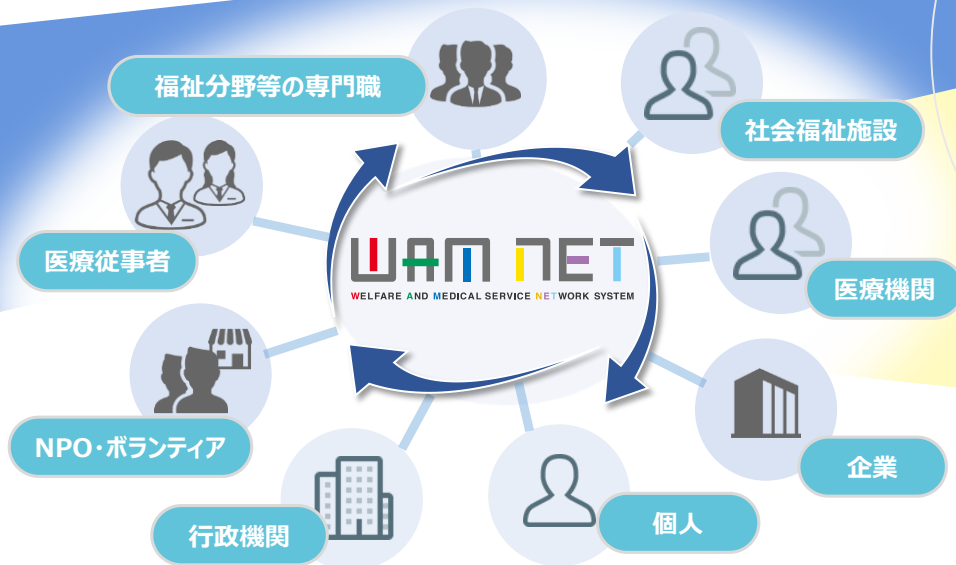 福祉分野等の専門職
社会福祉施設
医療従事者
WAM NET
WELFARE AND MEDICAL SERVICE NETWORK SYSTEM
医療機関
NPO・ボランティア
企業
行政機関
個人